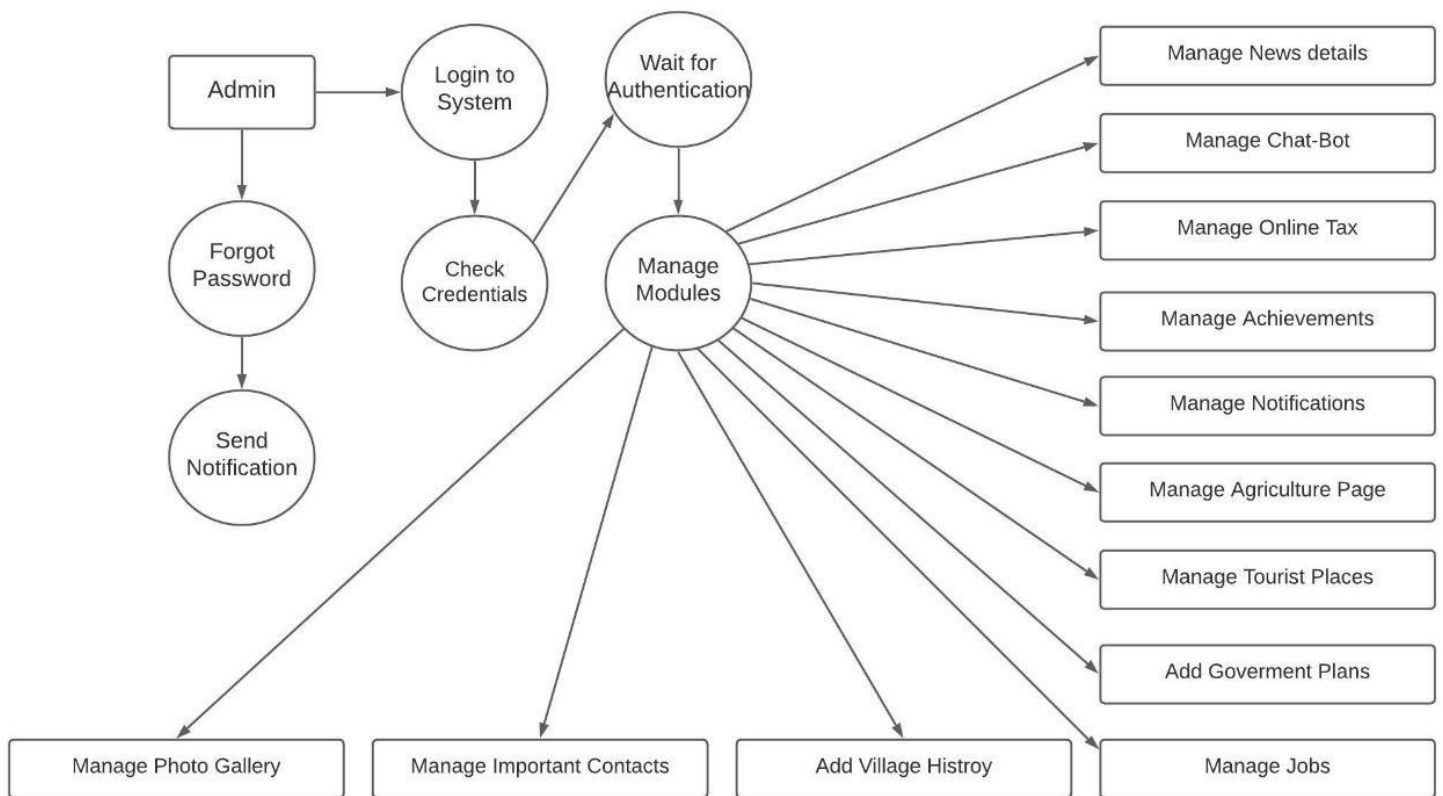 Admin
Login to
System
Wait for
Authentication
Forgot
Password
Check
Credentials
Manage
Modules
Send
Notification
Manage News details
Manage Chat-Bot
Manage Online Tax
Manage Achievements
Manage Notifications
Manage Agriculture Page
Manage Tourist Places
Add Goverment Plans
Manage Photo Gallery
Manage Important Contacts
Add Village Histroy
Manage Jobs